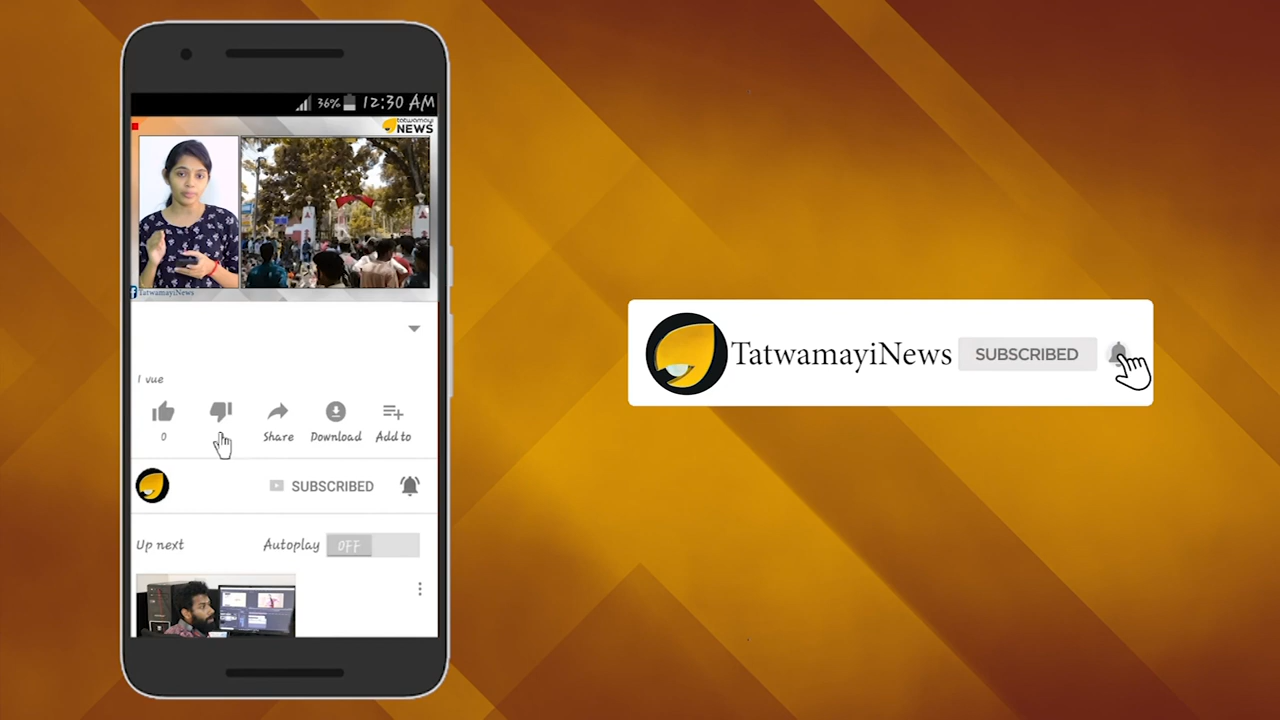 36% 12:30 AM
tatwamayi
NEWS
TatwamayiNews
1 vue
0
Share
Download
Add to
SUBSCRIBED
Up next
Autoplay
OFF
TatwamayiNews
SUBSCRIBED